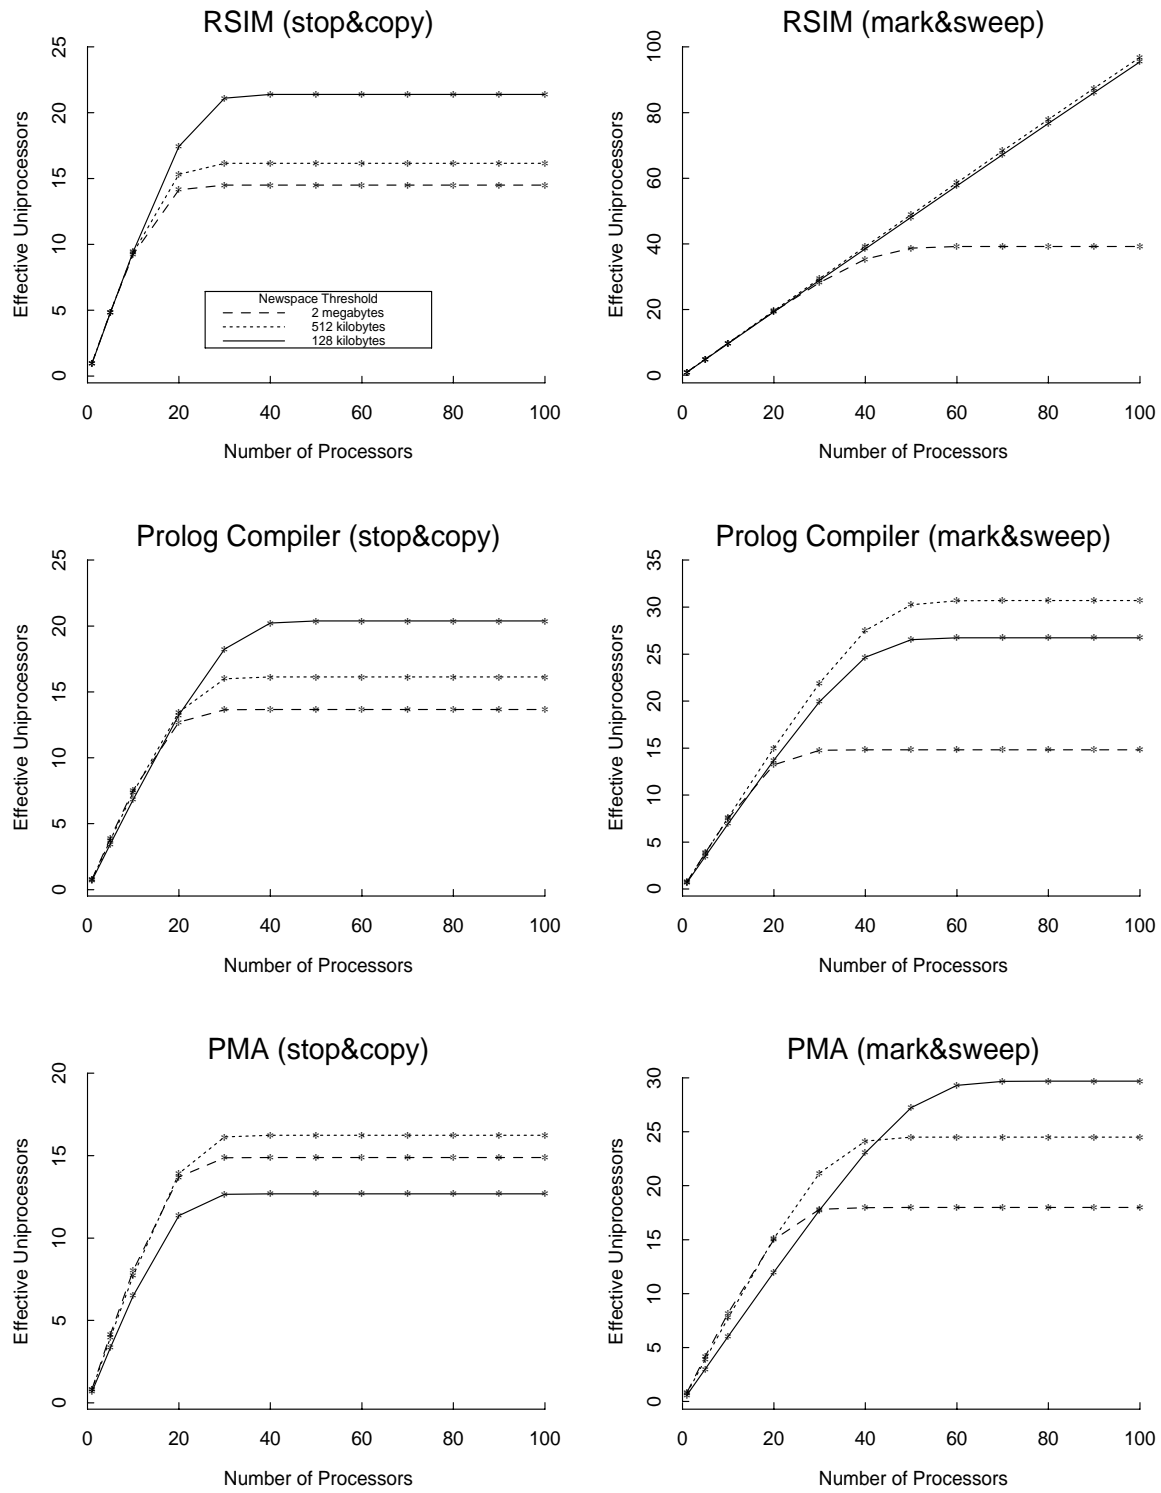 RSIM (stop&copy)
Effective Uniprocessors
25
20
15
10
5
0
Newspace Threshold
2 megabytes
512 kilobytes
128 kilobytes
0 20 40 60 80 100
Number of Processors
RSIM (mark&sweep)
Effective Uniprocessors
100
80
60
40
20
0
0 20 40 60 80 100
Number of Processors
Prolog Compiler (stop&copy)
Effective Uniprocessors
25
20
15
10
5
0
0 20 40 60 80 100
Number of Processors
Prolog Compiler (mark&sweep)
Effective Uniprocessors
35
30
25
20
15
10
5
0
0 20 40 60 80 100
Number of Processors
PMA (stop&copy)
Effective Uniprocessors
20
15
10
5
0
0 20 40 60 80 100
Number of Processors
PMA (mark&sweep)
Effective Uniprocessors
30
25
20
15
10
5
0
0 20 40 60 80 100
Number of Processors